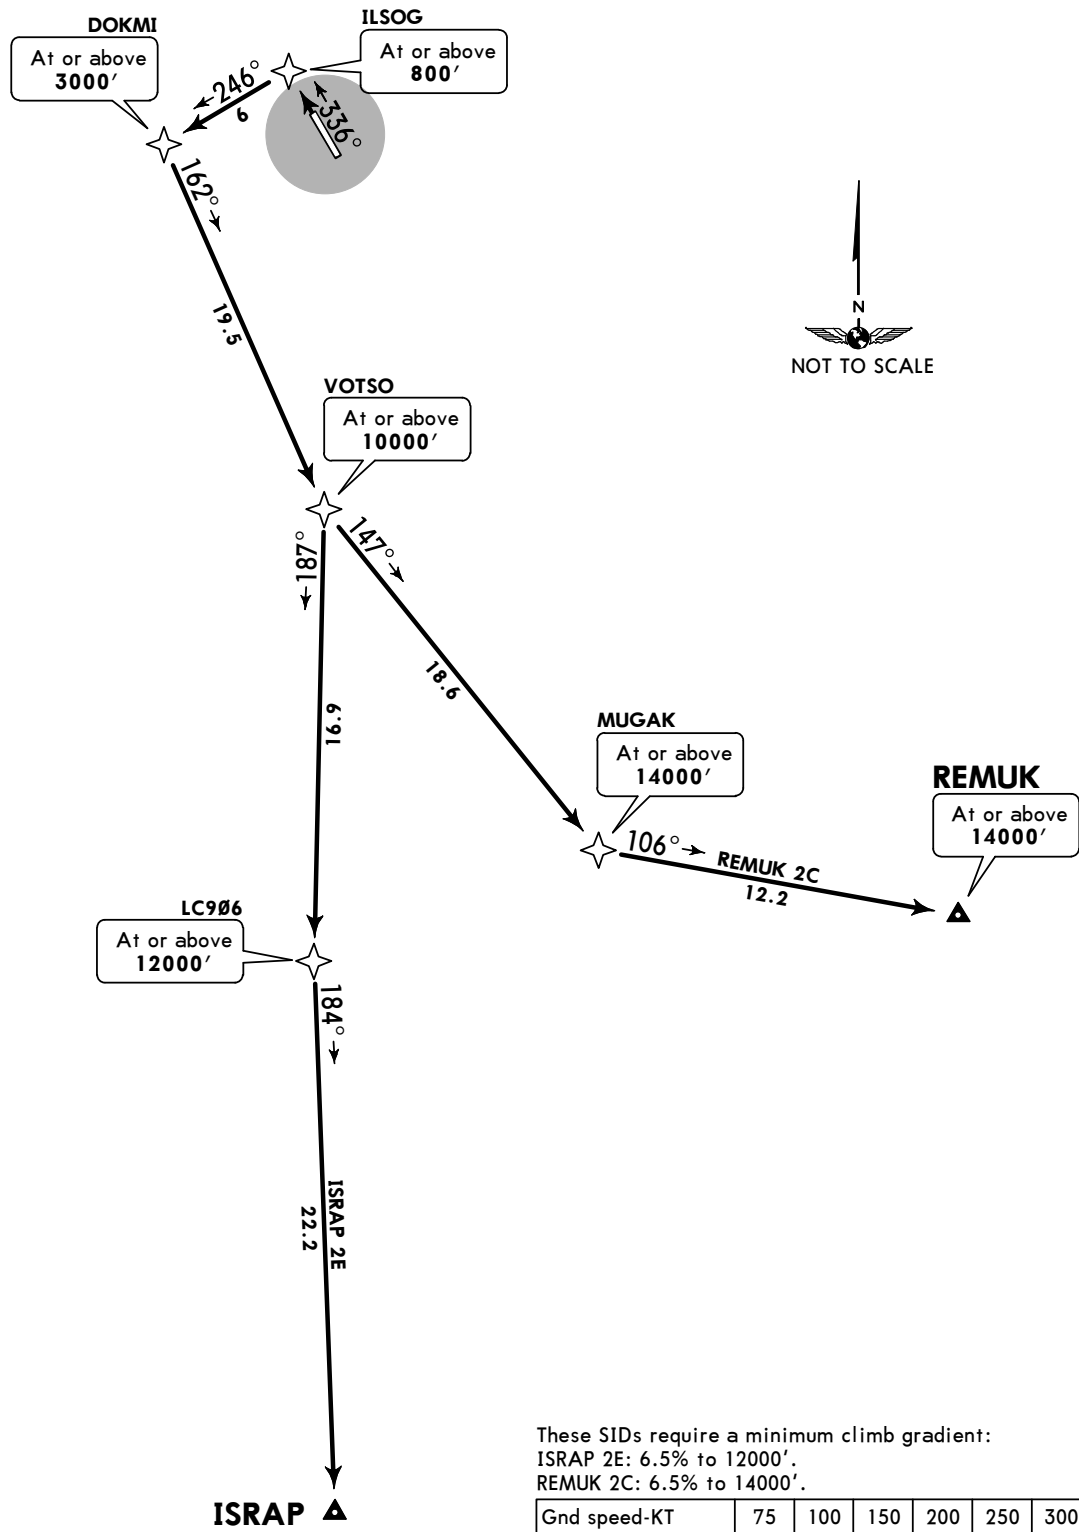 DOKMI
At or above
3000'
ILSOG
At or above
800'
246°
6
336°
162°
19.5
N
NOT TO SCALE
VOTSO
At or above
10000'
187°
147°
16.9
18.6
MUGAK
At or above
14000'
REMUK
At or above
14000'
106°
REMUK 2C
12.2
LC9Ø6
At or above
12000'
184°
ISRAP 2E
22.2
ISRAP
These SIDs require a minimum climb gradient:
ISRAP 2E: 6.5% to 12000'.
REMUK 2C: 6.5% to 14000'.
Gnd speed-KT 75 100 150 200 250 300